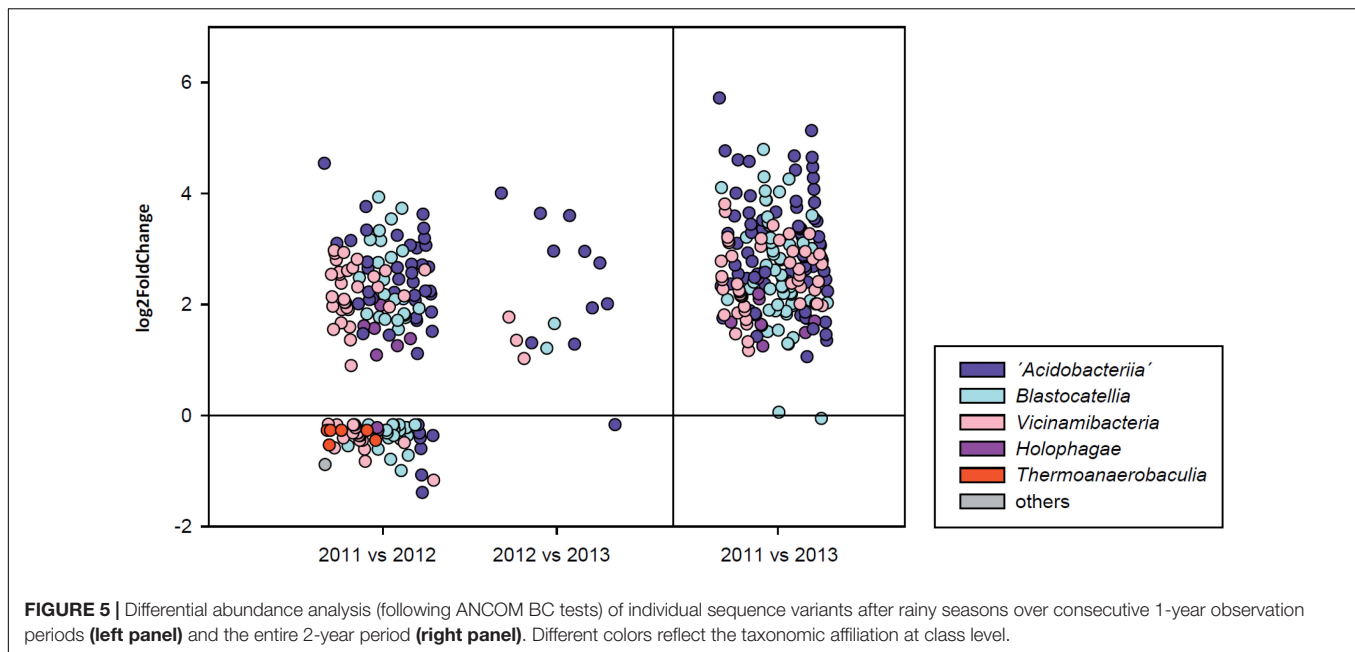 6
4
2
0
-2
log2FoldChange
2011 vs 2012
2012 vs 2013
2011 vs 2013
´Acidobacteriia´
Blastocatellia
Vicinamibacteria
Holophagae
Thermoanaerobaculia
others
FIGURE 5 | Differential abundance analysis (following ANCOM BC tests) of individual sequence variants after rainy seasons over consecutive 1-year observation
periods (left panel) and the entire 2-year period (right panel). Different colors reflect the taxonomic affiliation at class level.